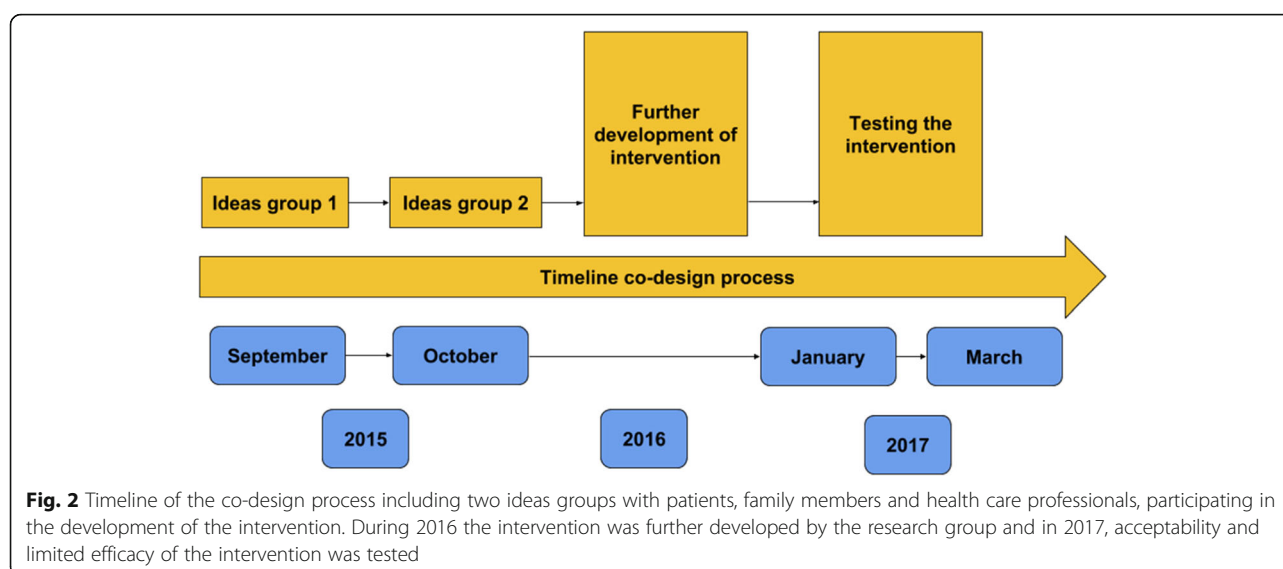 Further
development of
intervention
Testing the
intervention
Ideas group 1
Ideas group 2
Timeline co-design process
September
October
January
March
2015
2016
2017
Fig. 2 Timeline of the co-design process including two ideas groups with patients, family members and health care professionals, participating in
the development of the intervention. During 2016 the intervention was further developed by the research group and in 2017, acceptability and
limited efficacy of the intervention was tested